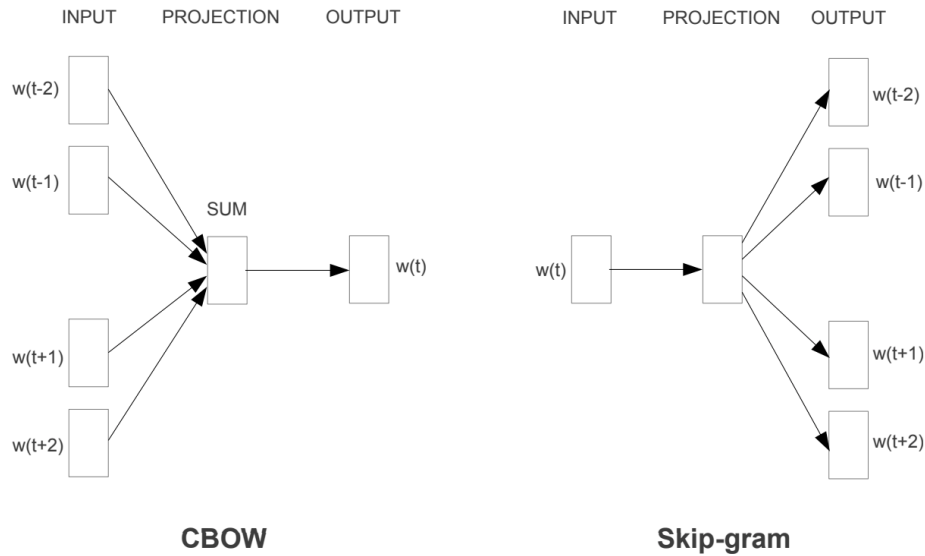 INPUT PROJECTION OUTPUT
w(t-2)
w(t-1)
SUM
w(t)
w(t+1)
w(t+2)
CBOW
INPUT PROJECTION OUTPUT
w(t-2)
w(t-1)
w(t)
w(t+1)
w(t+2)
Skip-gram